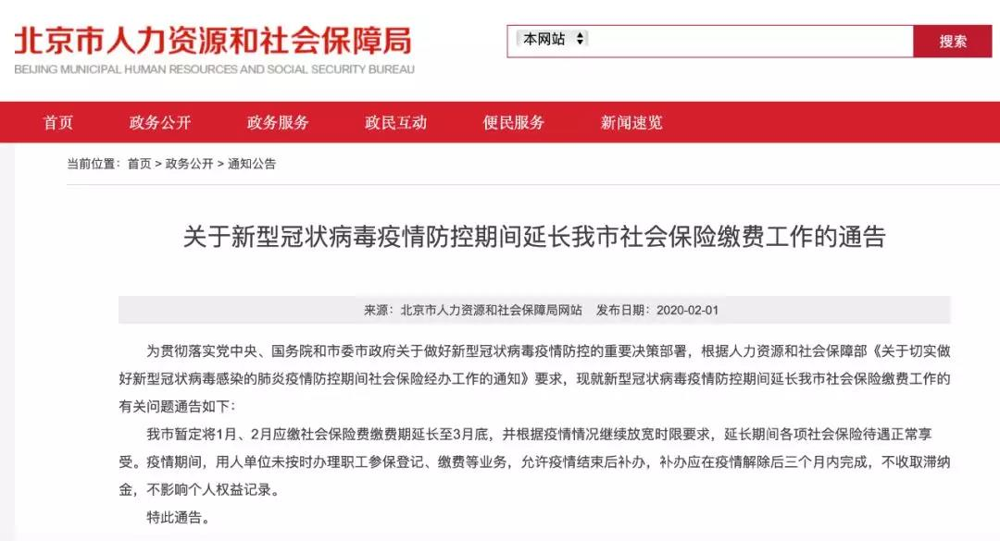 北京市人力资源和社会保障局
BEIJING MUNICIPAL HUMAN RESOURCES AND SOCIAL SECURITY BUREAU
本网站
搜索
首页 政务公开 政务服务 政民互动 便民服务 新闻速览
当前位置：首页 > 政务公开 > 通知公告
关于新型冠状病毒疫情防控期间延长我市社会保险缴费工作的通告
来源：北京市人力资源和社会保障局网站 发布日期：2020-02-01
为贯彻落实党中央、国务院和市委市政府关于做好新型冠状病毒疫情防控的重要决策部署，根据人力资源和社会保障部《关于切实做
好新型冠状病毒感染的肺炎疫情防控期间社会保险经办工作的通知》要求，现就新型冠状病毒疫情防控期间延长我市社会保险缴费工作的
有关问题通告如下：
我市暂定将1月、2月应缴社会保险费缴费期延长至3月底，并根据疫情情况继续放宽时限要求，延长期间各项社会保险待遇正常享
受。疫情期间，用人单位未按时办理职工参保登记、缴费等业务，允许疫情结束后补办，补办应在疫情解除后三个月内完成，不收取滞纳
金，不影响个人权益记录。
特此通告。